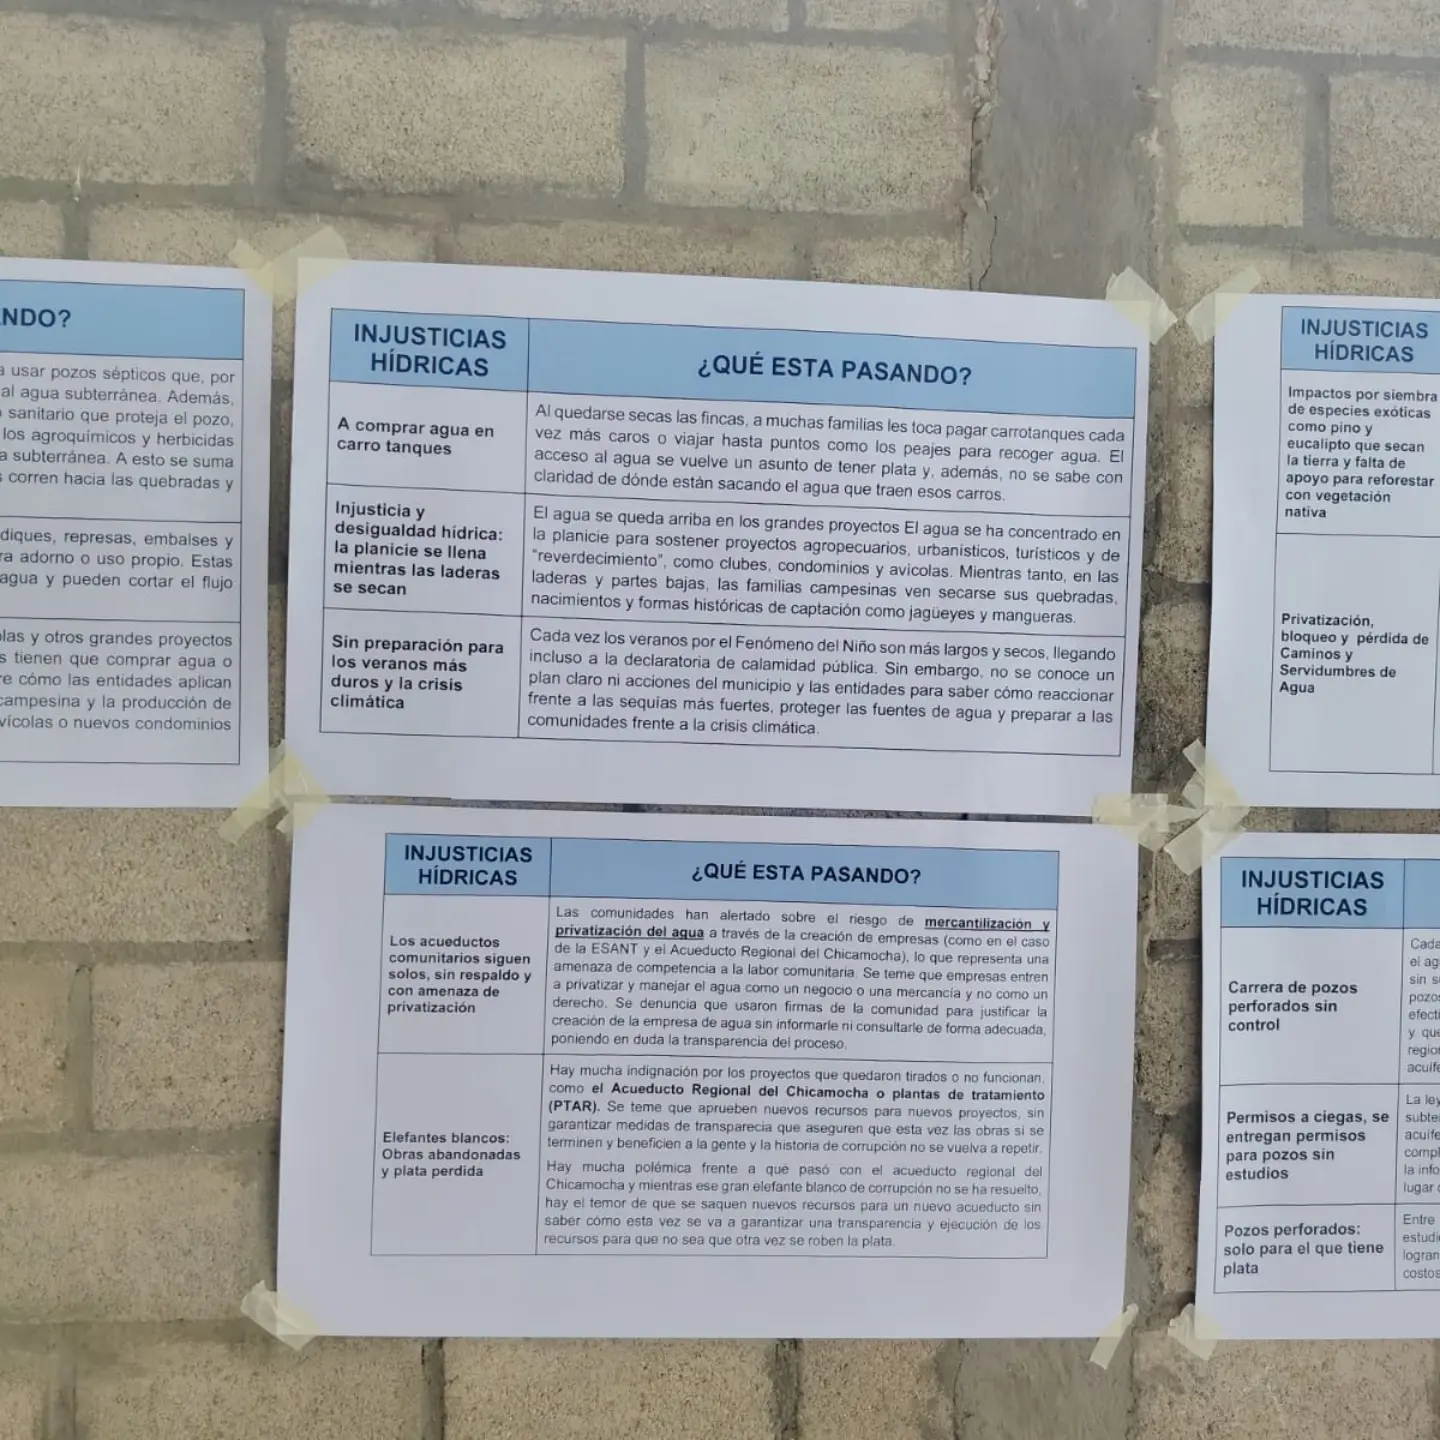 ANDO?
a usar pozos sépticos que, por
al agua subterránea. Además,
sanitario que proteja el pozo,
los agroquímicos y herbicidas
a subterránea. A esto se suma
s corren hacia las quebradas y
diques, represas, embalses y
ra adorno o uso propio. Estas
agua y pueden cortar el flujo
olas y otros grandes proyectos
s tienen que comprar agua o
re cómo las entidades aplican
campesina y la producción de
vícolas o nuevos condominios
INJUSTICIAS
HÍDRICAS
¿QUÉ ESTA PASANDO?
A comprar agua en
carro tanques
Al quedarse secas las fincas, a muchas familias les toca pagar carrotanques cada
vez más caros o viajar hasta puntos como los peajes para recoger agua. El
acceso al agua se vuelve un asunto de tener plata y, además, no se sabe con
claridad de dónde están sacando el agua que traen esos carros.
Injusticia y
desigualdad hídrica:
la planicie se llena
mientras las laderas
se secan
El agua se queda arriba en los grandes proyectos El agua se ha concentrado en
la planicie para sostener proyectos agropecuarios, urbanísticos, turísticos y de
“reverdecimiento”, como clubes, condominios y avícolas. Mientras tanto, en las
laderas y partes bajas, las familias campesinas ven secarse sus quebradas,
nacimientos y formas históricas de captación como jagüeyes y mangueras.
Sin preparación para
los veranos más
duros y la crisis
climática
Cada vez los veranos por el Fenómeno del Niño son más largos y secos, llegando
incluso a la declaratoria de calamidad pública. Sin embargo, no se conoce un
plan claro ni acciones del municipio y las entidades para saber cómo reaccionar
frente a las sequías más fuertes, proteger las fuentes de agua y preparar a las
comunidades frente a la crisis climática.
INJUSTICIAS
HÍDRICAS
Impactos por siembra
de especies exóticas
como pino y
eucalipto que secan
la tierra y falta de
apoyo para reforestar
con vegetación
nativa
Privatización,
bloqueo y pérdida de
Caminos y
Servidumbres de
Agua
INJUSTICIAS
HÍDRICAS
¿QUÉ ESTA PASANDO?
Los acueductos
comunitarios siguen
solos, sin respaldo y
con amenaza de
privatización
Las comunidades han alertado sobre el riesgo de mercantilización y
privatización del agua a través de la creación de empresas (como en el caso
de la ESANT y el Acueducto Regional del Chicamocha), lo que representa una
amenaza de competencia a la labor comunitaria. Se teme que empresas entren
a privatizar y manejar el agua como un negocio o una mercancía y no como un
derecho. Se denuncia que usaron firmas de la comunidad para justificar la
creación de la empresa de agua sin informarle ni consultarle de forma adecuada,
poniendo en duda la transparencia del proceso.
Elefantes blancos:
Obras abandonadas
y plata perdida
Hay mucha indignación por los proyectos que quedaron tirados o no funcionan,
como el Acueducto Regional del Chicamocha o plantas de tratamiento
(PTAR). Se teme que aprueben nuevos recursos para nuevos proyectos, sin
garantizar medidas de transparecia que aseguren que esta vez las obras si se
terminen y beneficien a la gente y la historia de corrupción no se vuelva a repetir.
Hay mucha polémica frente a qué pasó con el acueducto regional del
Chicamocha y mientras ese gran elefante blanco de corrupción no se ha resuelto,
hay el temor de que se saquen nuevos recursos para un nuevo acueducto sin
saber cómo esta vez se va a garantizar una transparencia y ejecución de los
recursos para que no sea que otra vez se roben la plata.
INJUSTICIAS
HÍDRICAS
Carrera de pozos
perforados sin
control
Cada
el ag
sin s
pozos
efecti
y que
region
acuífe
Permisos a ciegas, se
entregan permisos
para pozos sin
estudios
La ley
subter
acuífe
compl
la info
lugar
Pozos perforados:
solo para el que tiene
plata
Entre
estudi
logran
costos